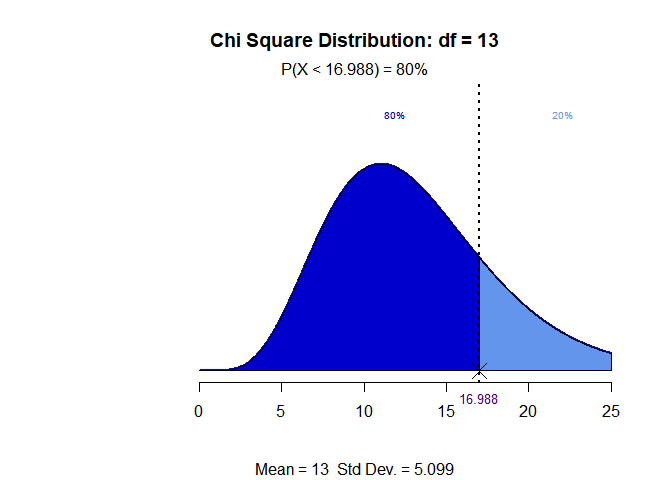 Chi Square Distribution: df = 13
P(X < 16.988) = 80%
80%
20%
16.988
0 5 10 15 20 25
Mean = 13 Std Dev. = 5.099